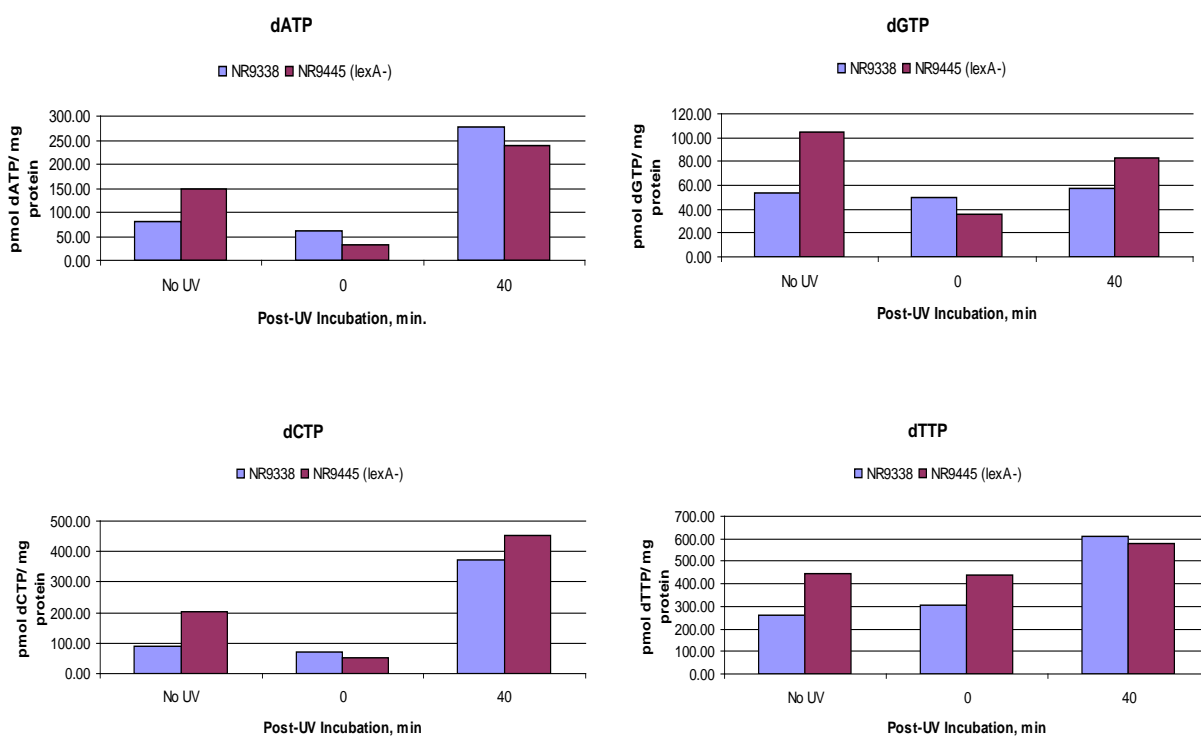 dATP
NR9338 NR9445 (lexA-)
pmol dATP/ mg
protein
300.00
250.00
200.00
150.00
100.00
50.00
0.00
No UV 0 40
Post-UV Incubation, min.
dGTP
NR9338 NR9445 (lexA-)
pmol dGTP/ mg
protein
120.00
100.00
80.00
60.00
40.00
20.00
0.00
No UV 0 40
Post-UV Incubation, min
dCTP
NR9338 NR9445 (lexA-)
pmol dCTP/ mg
protein
500.00
400.00
300.00
200.00
100.00
0.00
No UV 0 40
Post-UV Incubation, min
dTTP
NR9338 NR9445 (lexA-)
pmol dTTP/ mg
protein
700.00
600.00
500.00
400.00
300.00
200.00
100.00
0.00
No UV 0 40
Post-UV Incubation, min